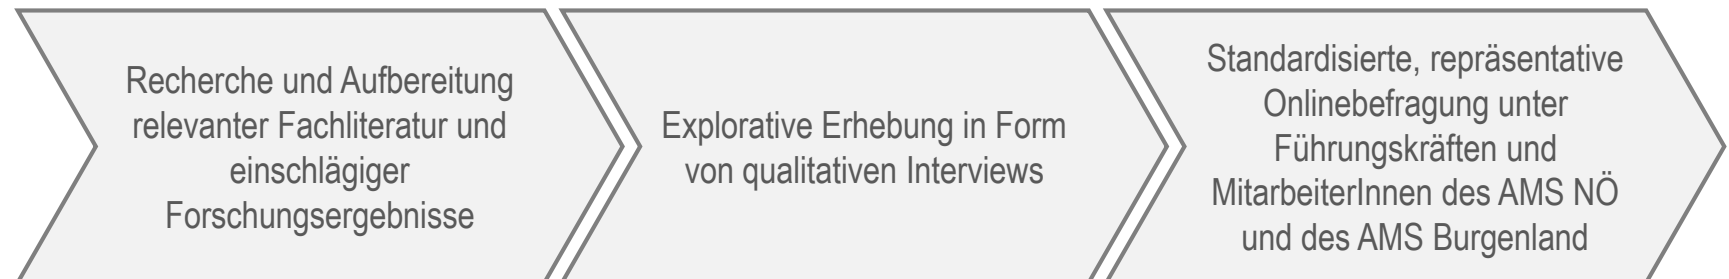 Recherche und Aufbereitung
relevanter Fachliteratur und
einschlägiger
Forschungsergebnisse
Explorative Erhebung in Form
von qualitativen Interviews
Standardisierte, repräsentative
Onlinebefragung unter
Führungskräften und
MitarbeiterInnen des AMS NÖ
und des AMS Burgenland